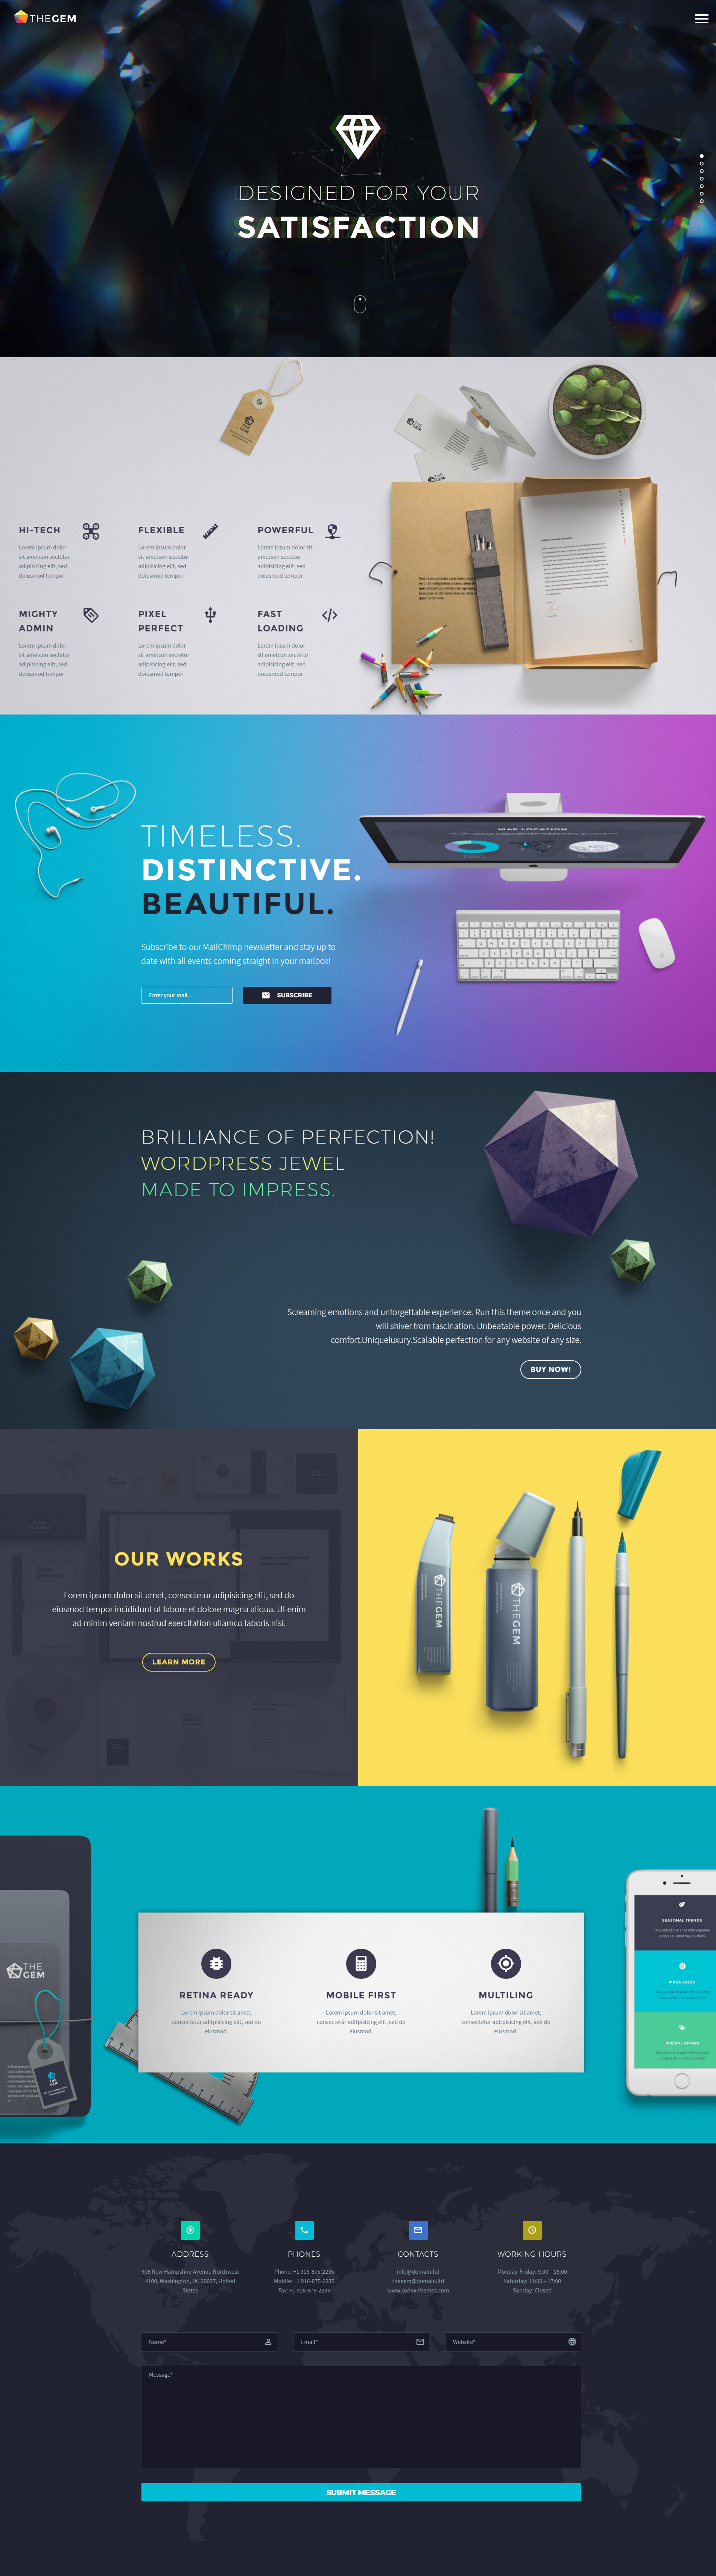 THEGEM
DESIGNED FOR YOUR
SATISFACTION
THE
GEM
THE
GEM
THE
GEM
HI-TECH
Lorem ipsum dolor
sit ametcon sectetur
adipisicing elit, sed
doiusmod tempor
FLEXIBLE
Lorem ipsum dolor
sit ametcon sectetur
adipisicing elit, sed
doiusmod tempor
POWERFUL
Lorem ipsum dolor sit
ametcon sectetur
adipisicing elit, sed
doiusmod tempor
MIGHTY
ADMIN
Lorem ipsum dolor
sit ametcon sectetur
adipisicing elit, sed
doiusmod tempor
PIXEL
PERFECT
Lorem ipsum dolor
sit ametcon sectetur
adipisicing elit, sed
doiusmod tempor
FAST
LOADING
Lorem ipsum dolor
sit ametcon sectetur
adipisicing elit, sed
doiusmod tempor
TIMELESS.
DISTINCTIVE.
BEAUTIFUL.
MAP LOCATION
Subscribe to our MailChimp newsletter and stay up to
date with all events coming straight in your mailbox!
Enter your mail...
SUBSCRIBE
BRILLIANCE OF PERFECTION!
WORDPRESS JEWEL
MADE TO IMPRESS.
Screaming emotions and unforgettable experience. Run this theme once and you
will shiver from fascination. Unbeatable power. Delicious
comfort.Uniqueluxury.Scalable perfection for any website of any size.
BUY NOW!
OUR WORKS
Lorem ipsum dolor sit amet, consectetur adipisicing elit, sed do
eiusmod tempor incididunt ut labore et dolore magna aliqua. Ut enim
ad minim veniam nostrud exercitation ullamco laboris nisi.
LEARN MORE
THEGEM
THEGEM
THE
GEM
THE
GEM
RETINA READY
Lorem ipsum dolor sit amet,
consectetur adipisicing elit, sed do
eiusmod.
MOBILE FIRST
Lorem ipsum dolor sit amet,
consectetur adipisicing elit, sed do
eiusmod.
MULTILING
Lorem ipsum dolor sit amet,
consectetur adipisicing elit, sed do
eiusmod.
SEASONAL TRENDS
MEGA SALES
SPECIAL OFFERS
ADDRESS
968 New Hampshire Avenue Northwest
#100, Washington, DC 20037, United
States
PHONES
Phone: +1 916-875-2235
Mobile: +1 916-875-2235
Fax: +1 916-875-2235
CONTACTS
info@domain.ltd
thegem@domain.ltd
www.codex-themes.com
WORKING HOURS
Monday-Friday: 9:00 – 18:00
Saturday: 11:00 – 17:00
Sunday: Closed
Name*
Email*
Website*
Message*
SUBMIT MESSAGE